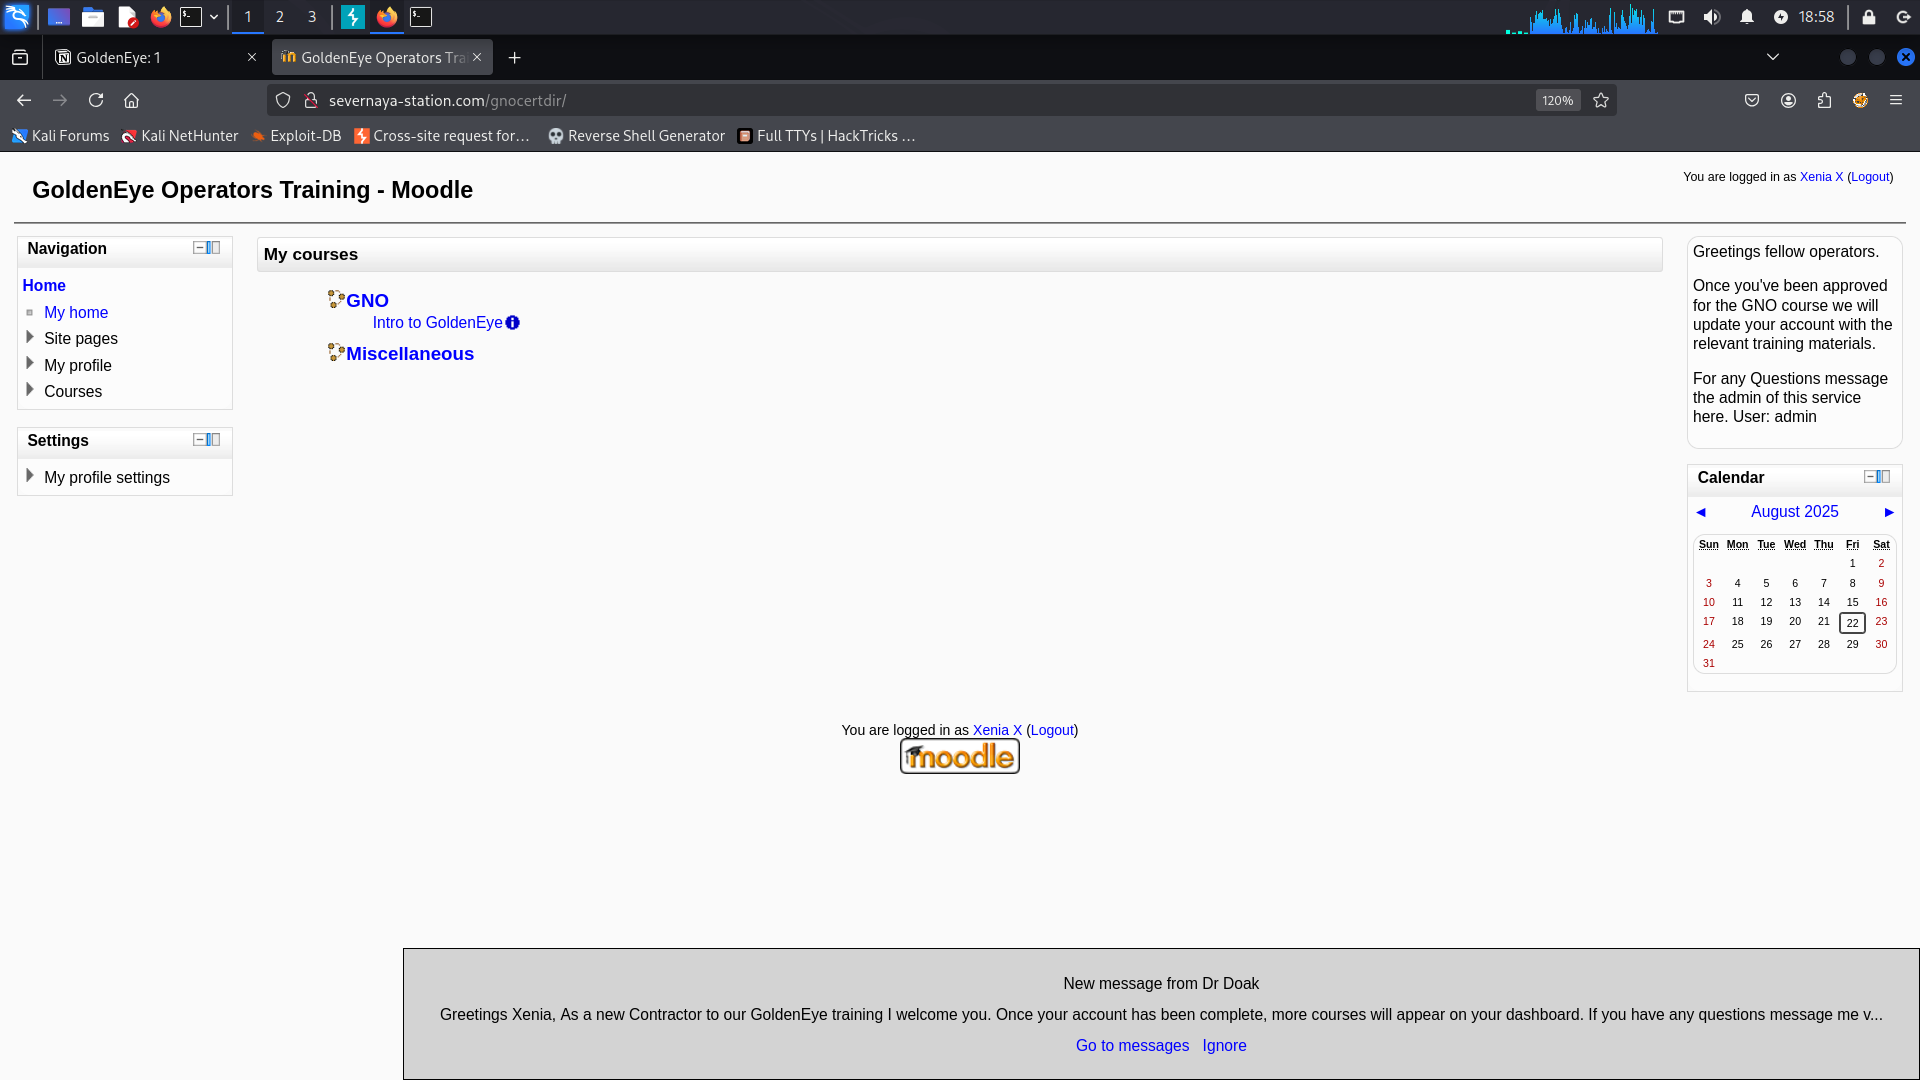 1
2
3
18:58
GoldenEye: 1
GoldenEye Operators Tra
severnaya-station.com/gnocertdir/
120%
Kali Forums
Kali NetHunter
Exploit-DB
Cross-site request for…
Reverse Shell Generator
Full TTYs | HackTricks …
GoldenEye Operators Training - Moodle
You are logged in as Xenia X (Logout)
Navigation
Home
My home
Site pages
My profile
Courses
Settings
My profile settings
My courses
GNO
Intro to GoldenEye
Miscellaneous
Greetings fellow operators.
Once you've been approved
for the GNO course we will
update your account with the
relevant training materials.
For any Questions message
the admin of this service
here. User: admin
Calendar
◄ August 2025 ►
Sun Mon Tue Wed Thu Fri Sat
1 2
3 4 5 6 7 8 9
10 11 12 13 14 15 16
17 18 19 20 21 22 23
24 25 26 27 28 29 30
31
You are logged in as Xenia X (Logout)
moodle
New message from Dr Doak
Greetings Xenia, As a new Contractor to our GoldenEye training I welcome you. Once your account has been complete, more courses will appear on your dashboard. If you have any questions message me v...
Go to messages Ignore